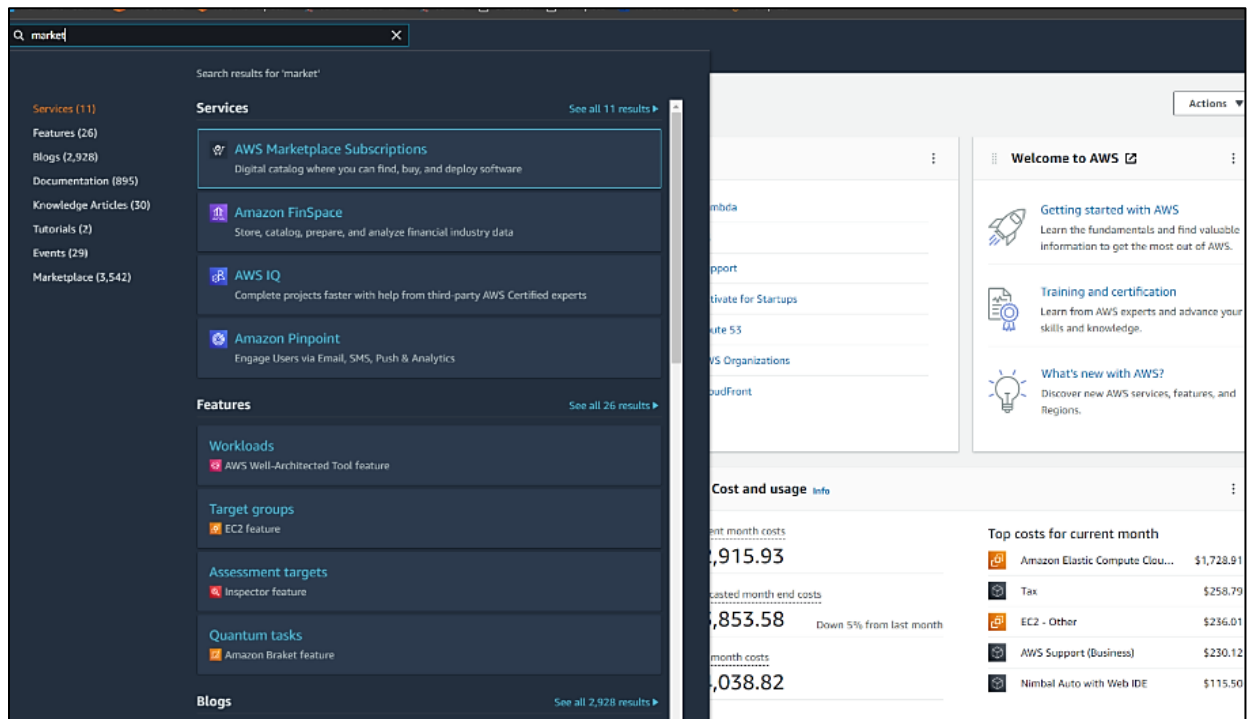 market
Search results for 'market'
Services (11)
Features (26)
Blogs (2,928)
Documentation (895)
Knowledge Articles (30)
Tutorials (2)
Events (29)
Marketplace (3,542)
Services
See all 11 results
AWS Marketplace Subscriptions
Digital catalog where you can find, buy, and deploy software
Amazon FinSpace
Store, catalog, prepare, and analyze financial industry data
AWS IQ
Complete projects faster with help from third-party AWS Certified experts
Amazon Pinpoint
Engage Users via Email, SMS, Push & Analytics
Features
See all 26 results
Workloads
AWS Well-Architected Tool feature
Target groups
EC2 feature
Assessment targets
Inspector feature
Quantum tasks
Amazon Braket feature
Blogs
See all 2,928 results
Actions
mbda
pport
tivate for Startups
ute 53
WS Organizations
oudFront
Welcome to AWS
Getting started with AWS
Learn the fundamentals and find valuable
information to get the most out of AWS.
Training and certification
Learn from AWS experts and advance your
skills and knowledge.
What's new with AWS?
Discover new AWS services, features, and
Regions.
Cost and usage Info
ent month costs
,915.93
casted month end costs
,853.58
Down 5% from last month
month costs
,038.82
Top costs for current month
Amazon Elastic Compute Clou... $1,728.91
Tax $258.79
EC2 - Other $236.01
AWS Support (Business) $230.12
Nimbal Auto with Web IDE $115.50